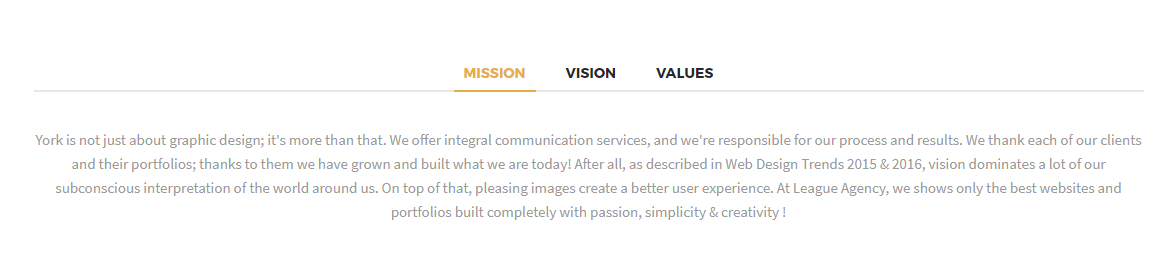 MISSION VISION VALUES
York is not just about graphic design; it's more than that. We offer integral communication services, and we're responsible for our process and results. We thank each of our clients
and their portfolios; thanks to them we have grown and built what we are today! After all, as described in Web Design Trends 2015 & 2016, vision dominates a lot of our
subconscious interpretation of the world around us. On top of that, pleasing images create a better user experience. At League Agency, we shows only the best websites and
portfolios built completely with passion, simplicity & creativity !